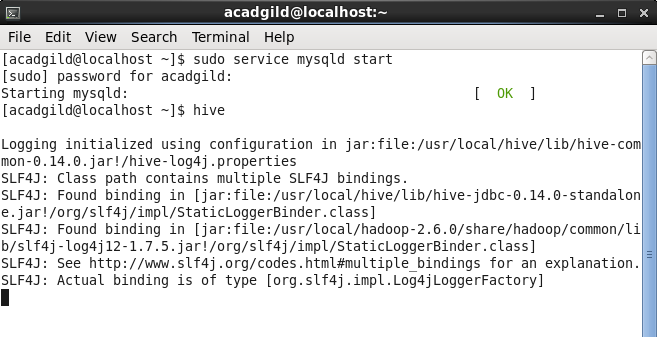 acadgild@localhost:~
File Edit View Search Terminal Help
[acadgild@localhost ~]$ sudo service mysqld start
[sudo] password for acadgild:
Starting mysqld: [ OK ]
[acadgild@localhost ~]$ hive
Logging initialized using configuration in jar:file:/usr/local/hive/lib/hive-com
mon-0.14.0.jar!/hive-log4j.properties
SLF4J: Class path contains multiple SLF4J bindings.
SLF4J: Found binding in [jar:file:/usr/local/hive/lib/hive-jdbc-0.14.0-standalon
e.jar!/org/slf4j/impl/StaticLoggerBinder.class]
SLF4J: Found binding in [jar:file:/usr/local/hadoop-2.6.0/share/hadoop/common/li
b/slf4j-log4j12-1.7.5.jar!/org/slf4j/impl/StaticLoggerBinder.class]
SLF4J: See http://www.slf4j.org/codes.html#multiple_bindings for an explanation.
SLF4J: Actual binding is of type [org.slf4j.impl.Log4jLoggerFactory]